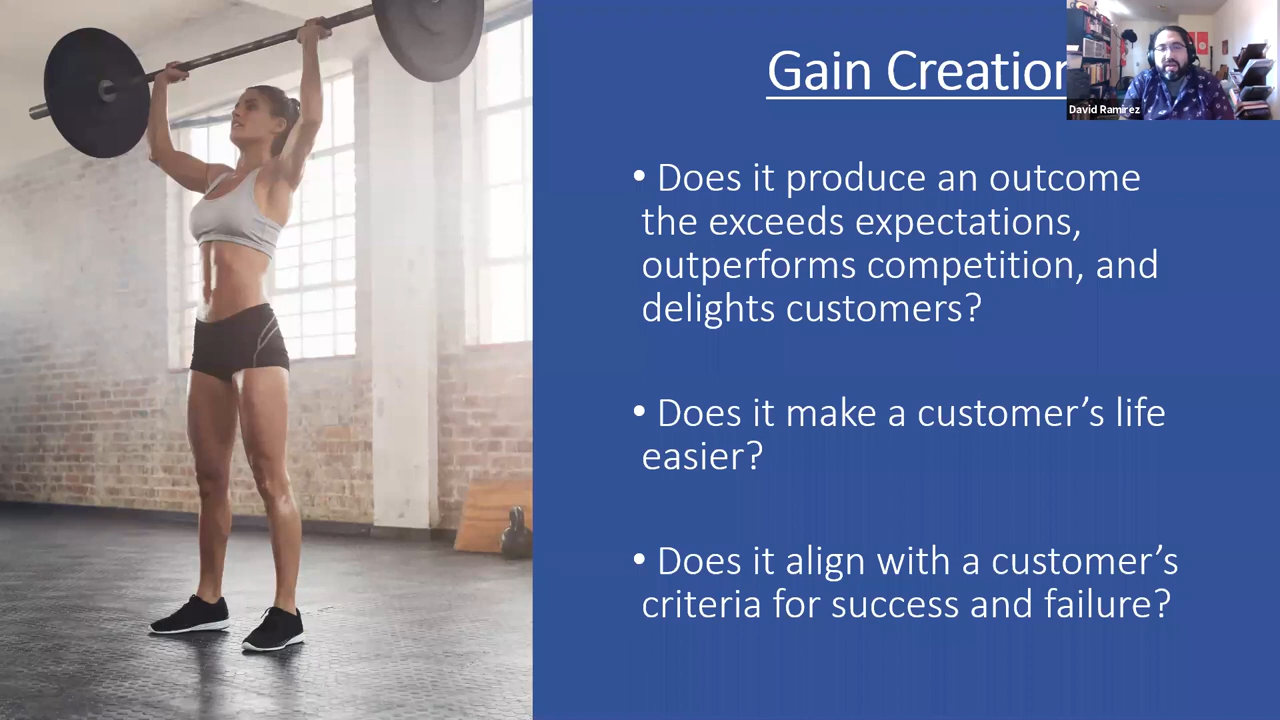 Gain Creation
David Ramirez
• Does it produce an outcome
the exceeds expectations,
outperforms competition, and
delights customers?
• Does it make a customer’s life
easier?
• Does it align with a customer’s
criteria for success and failure?